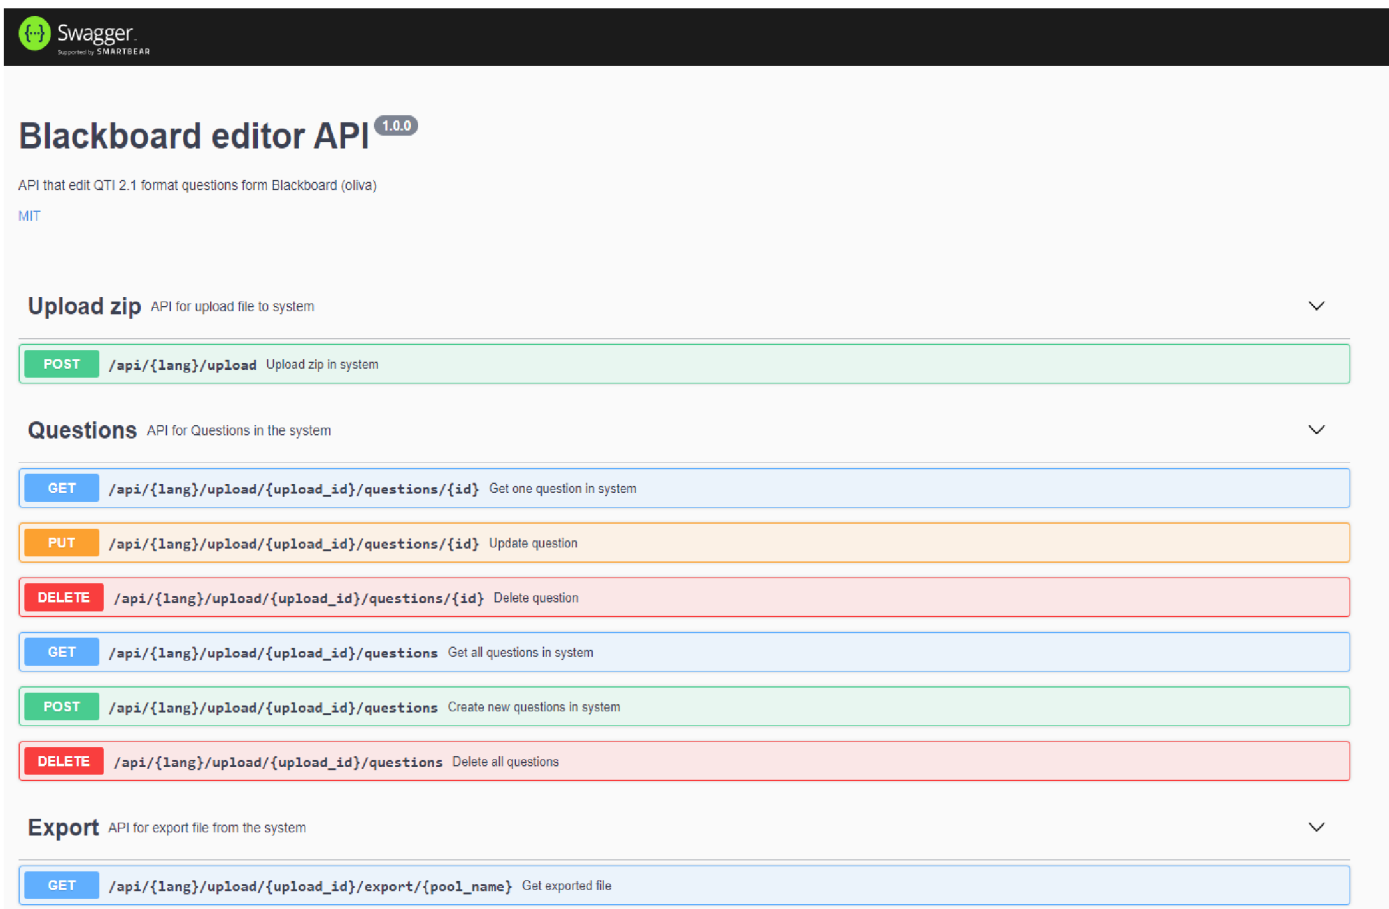 {···} Swagger.
Supported by SMARTBEAR
Blackboard editor API 1.0.0
API that edit QTI 2.1 format questions form Blackboard (oliva)
MIT
Upload zip API for upload file to system
POST /api/{lang}/upload Upload zip in system
Questions API for Questions in the system
GET /api/{lang}/upload/{upload_id}/questions/{id} Get one question in system
PUT /api/{lang}/upload/{upload_id}/questions/{id} Update question
DELETE /api/{lang}/upload/{upload_id}/questions/{id} Delete question
GET /api/{lang}/upload/{upload_id}/questions Get all questions in system
POST /api/{lang}/upload/{upload_id}/questions Create new questions in system
DELETE /api/{lang}/upload/{upload_id}/questions Delete all questions
Export API for export file from the system
GET /api/{lang}/upload/{upload_id}/export/{pool_name} Get exported file